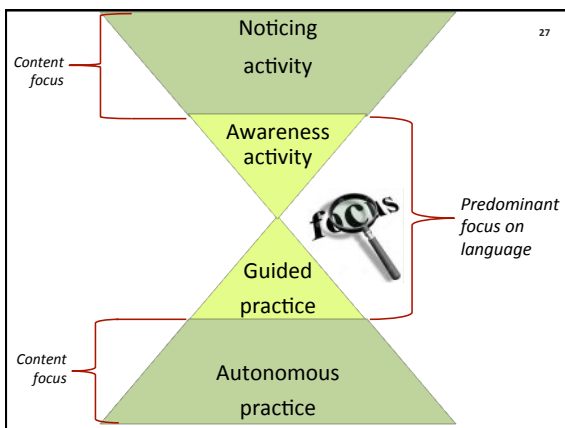 27
Noticing
activity
Content
focus
Awareness
activity
focus
Predominant
focus on
language
Guided
practice
Content
focus
Autonomous
practice